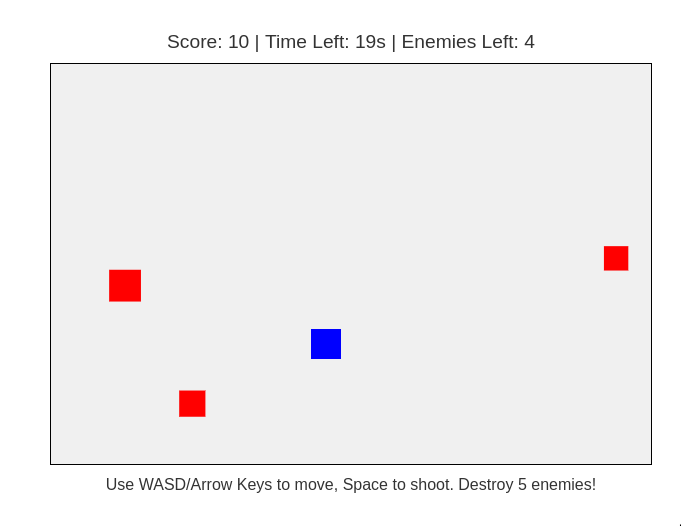 Score: 10 | Time Left: 19s | Enemies Left: 4
Use WASD/Arrow Keys to move, Space to shoot. Destroy 5 enemies!